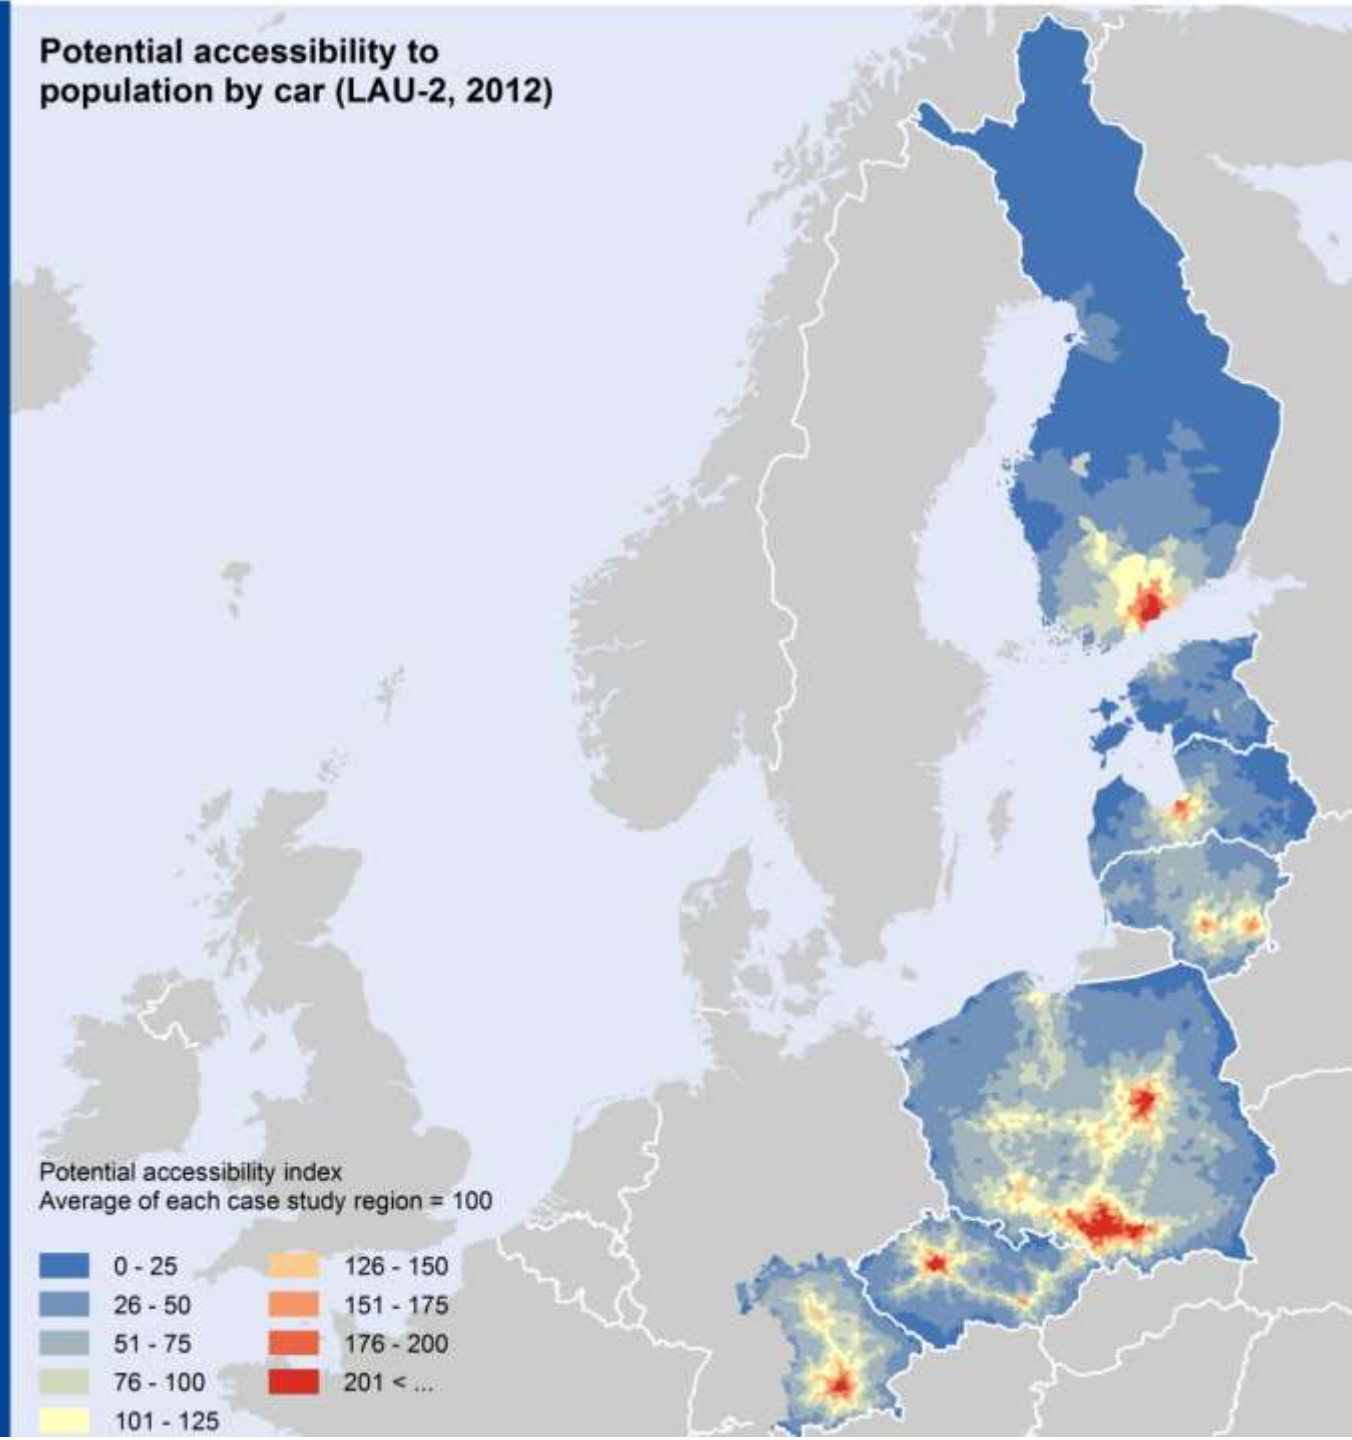 Potential accessibility to
population by car (LAU-2, 2012)
Potential accessibility index
Average of each case study region = 100
0 - 25
26 - 50
51 - 75
76 - 100
101 - 125
126 - 150
151 - 175
176 - 200
201 < ...